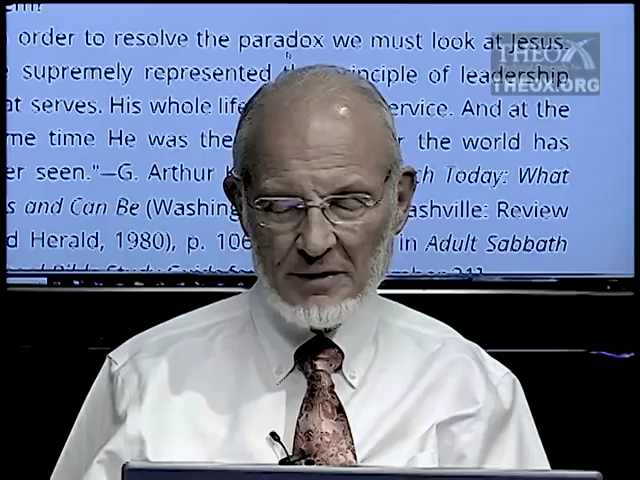 order to resolve the paradox we must look at Jesus.
supremely represented principle of leadership
at serves. His whole life ervice. And at the
me time He was the the world has
er seen."—G. Arthur ch Today: What
s and Can Be (Washing ashville: Review
d Herald, 1980), p. 106 in Adult Sabbath
THEOX
THEOX.ORG